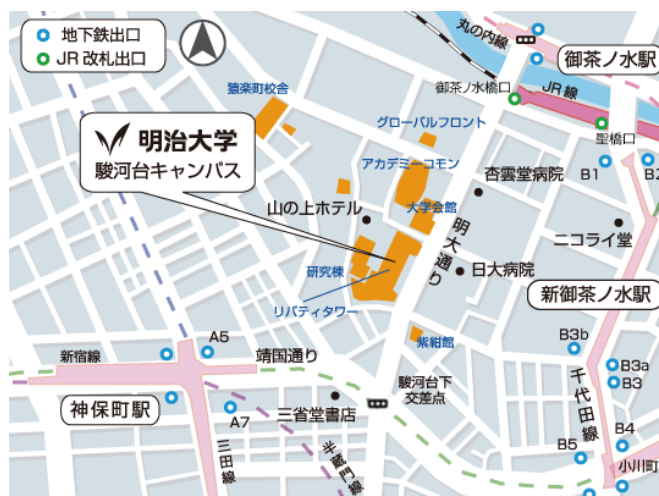 地下鉄出口
JR改札出口
丸の内線
御茶ノ水駅
猿楽町校舎
御茶ノ水橋口
JR線
グローバルフロント
聖橋口
明治大学
駿河台キャンパス
アカデミーコモン
杏雲堂病院
B1
B2
山の上ホテル
大学会館
明大通り
ニコライ堂
研究棟
日大病院
リバティタワー
新御茶ノ水駅
紫紺館
B3b
A5
靖国通り
新宿線
B3a
B3
駿河台下
交差点
千代田線
神保町駅
A7
三省堂書店
B4
B5
小川町
三田線
半蔵門線